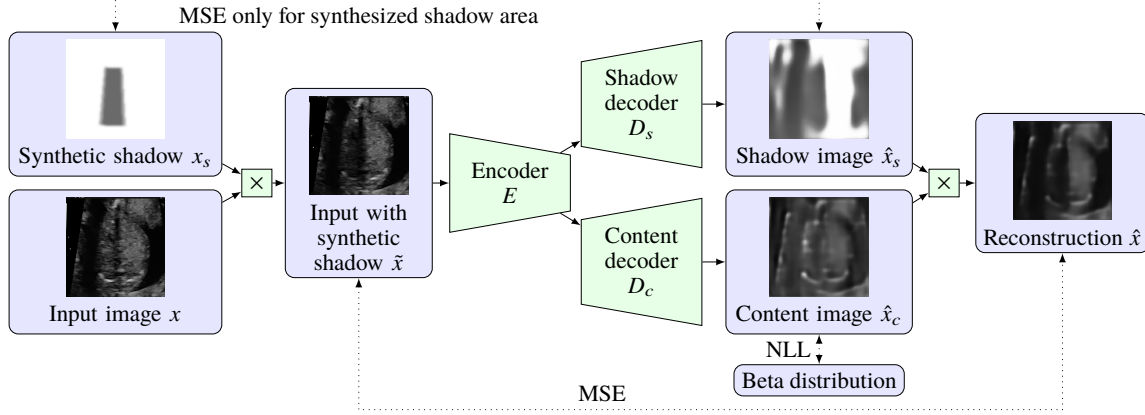 MSE only for synthesized shadow area
Synthetic shadow x_s
×
Input image x
Input with
synthetic
shadow x̃
Encoder
E
Shadow
decoder
D_s
Content
decoder
D_c
Shadow image x̂_s
Content image x̂_c
×
Reconstruction x̂
NLL
Beta distribution
MSE